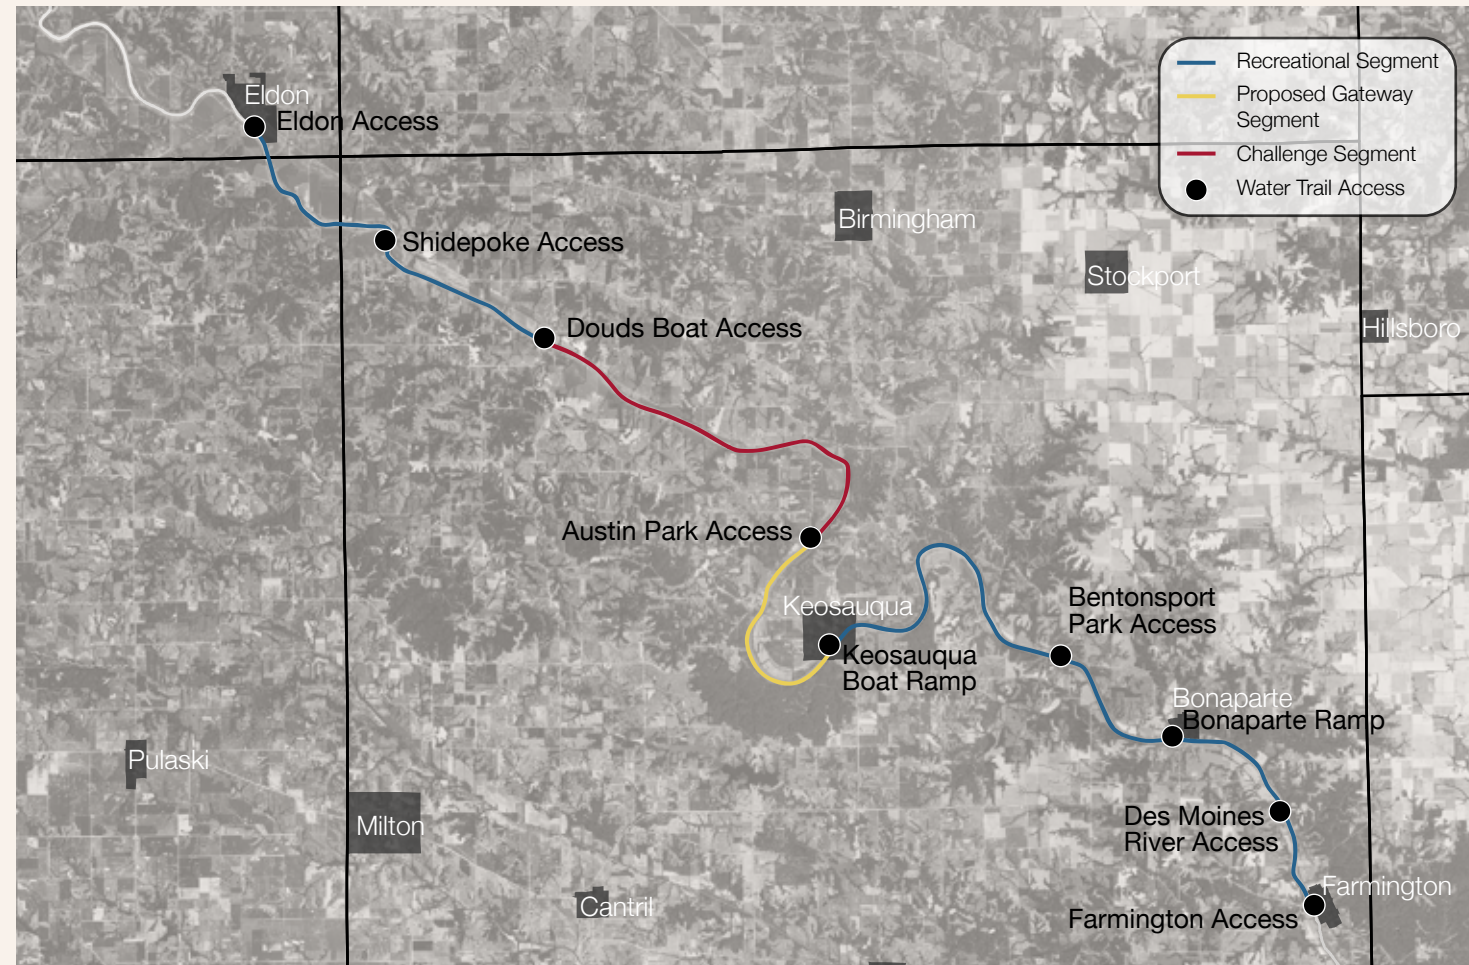 Recreational Segment
Proposed Gateway
Segment
Challenge Segment
Water Trail Access
Eldon
Eldon Access
Birmingham
Shidepoke Access
Stockport
Hillsboro
Douds Boat Access
Austin Park Access
Keosauqua
Bentonsport
Park Access
Keosauqua
Boat Ramp
Bonaparte
Bonaparte Ramp
Pulaski
Milton
Des Moines
River Access
Cantril
Farmington
Farmington Access